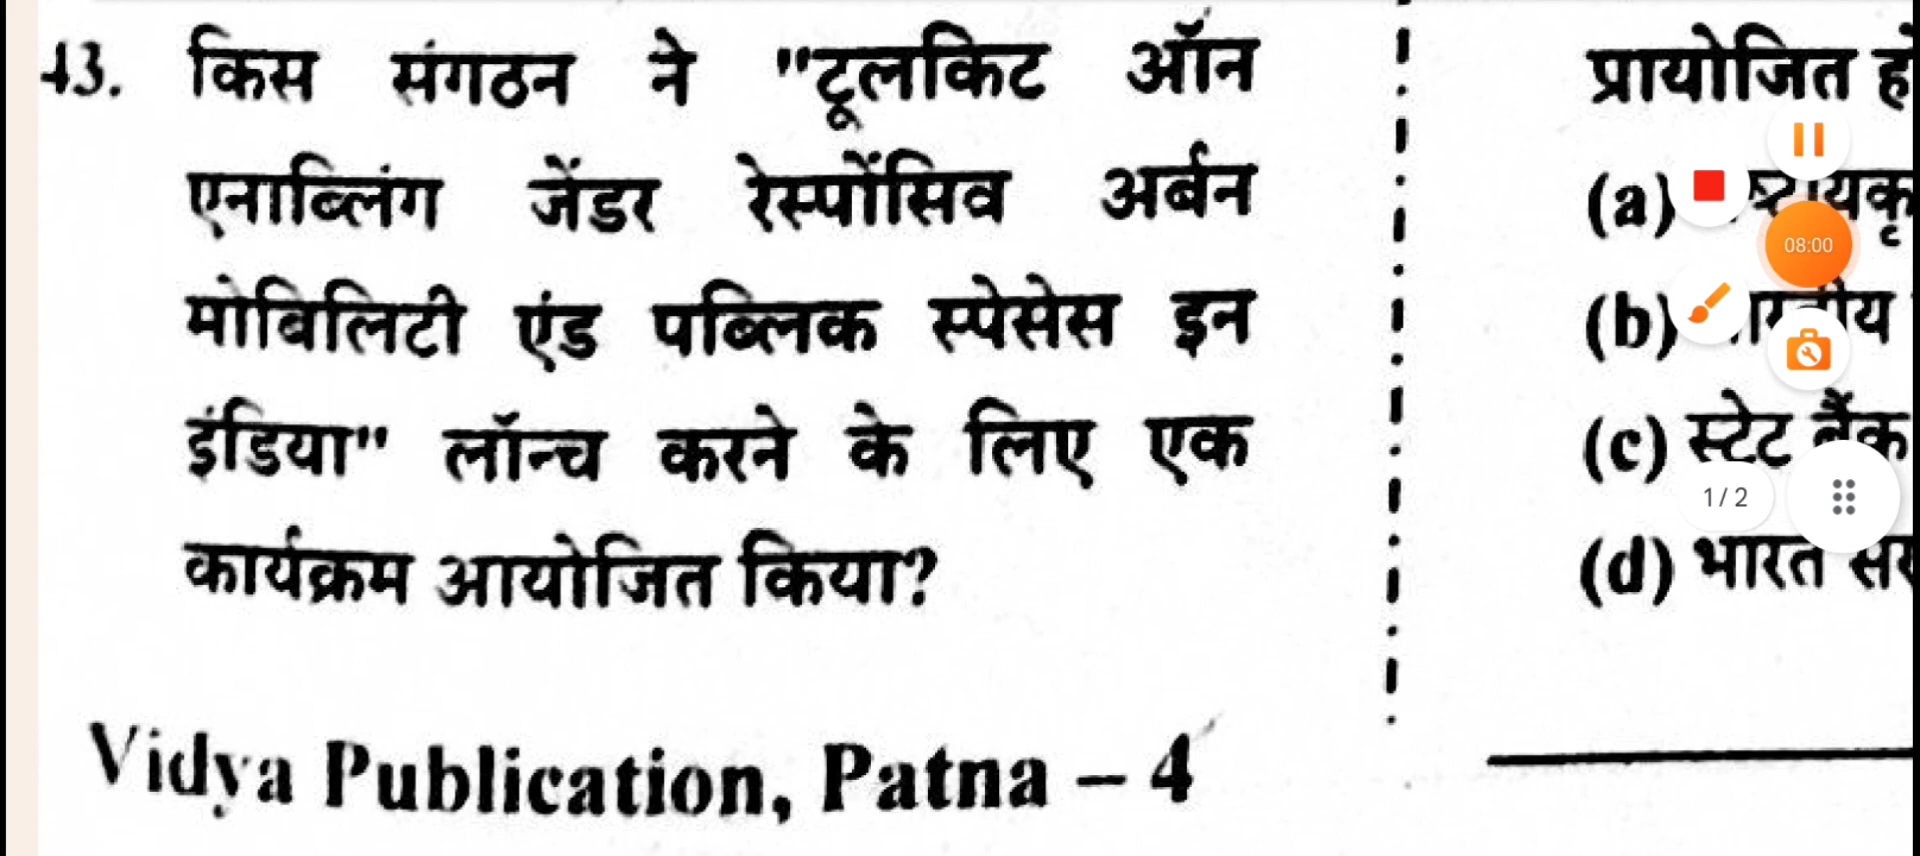 43. किस संगठन ने "टूलकिट ऑन
एनाब्लिंग जेंडर रेस्पोंसिव अर्बन
मोबिलिटी एंड पब्लिक स्पेसेस इन
इंडिया" लॉन्च करने के लिए एक
कार्यक्रम आयोजित किया?
Vidya Publication, Patna – 4
प्रायोजित
(a)
(b)
(c) स्टेट बैंक
(d) भारत
08:00
1 / 2